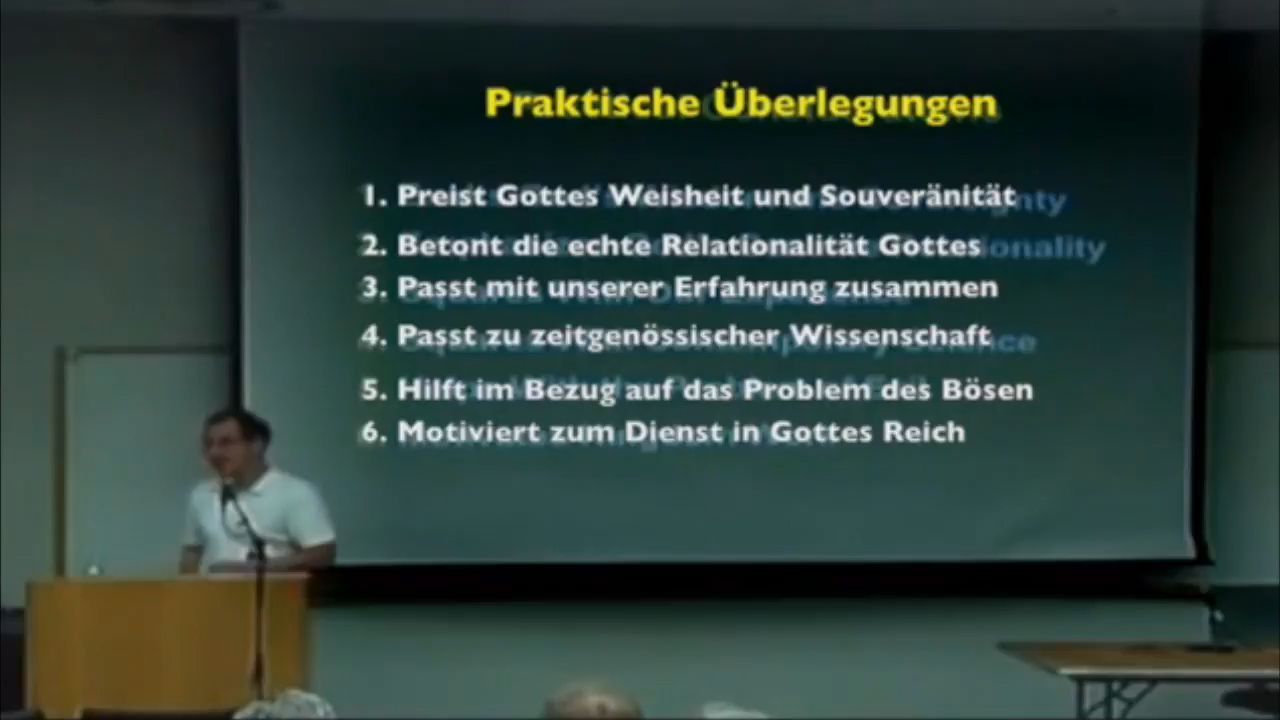 Praktische Überlegungen
1. Preist Gottes Weisheit und Souveränität
2. Betont die echte Relationalität Gottes
3. Passt mit unserer Erfahrung zusammen
4. Passt zu zeitgenössischer Wissenschaft
5. Hilft im Bezug auf das Problem des Bösen
6. Motiviert zum Dienst in Gottes Reich